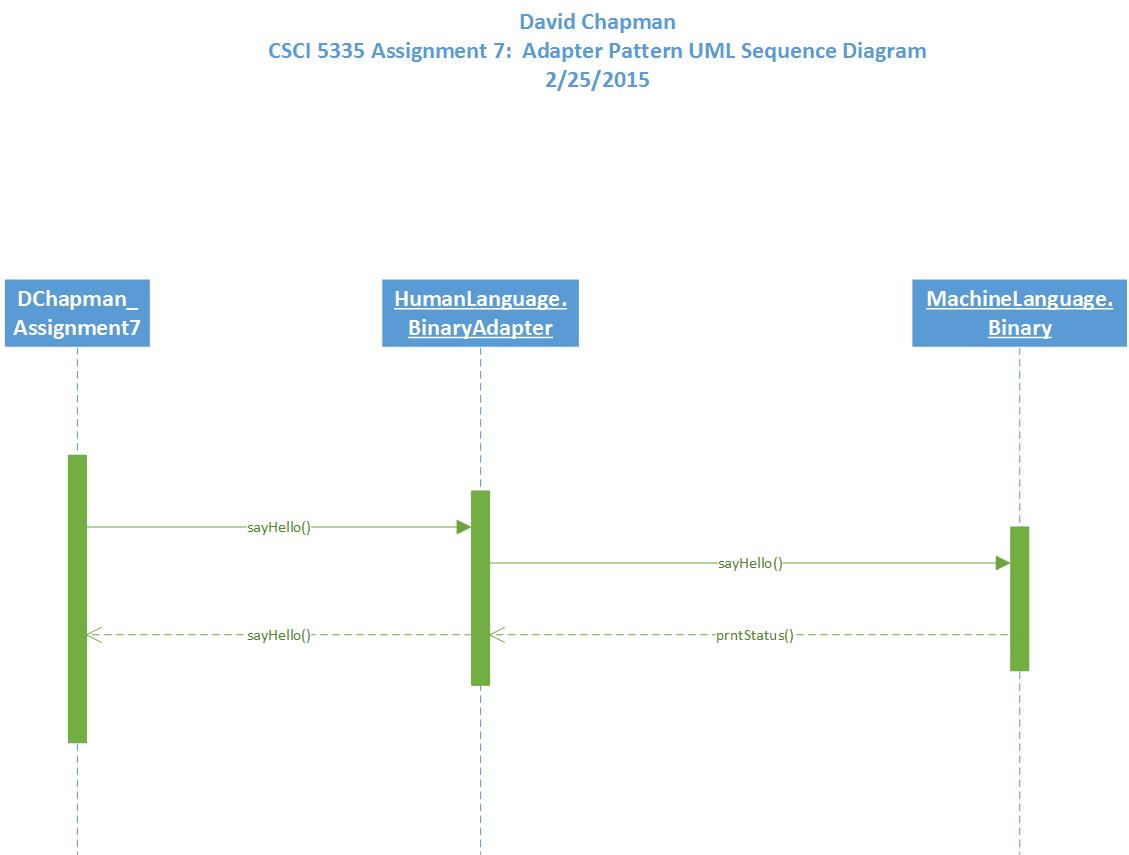 David Chapman
CSCI 5335 Assignment 7:  Adapter Pattern UML Sequence Diagram
2/25/2015
DChapman_
Assignment7
HumanLanguage.
BinaryAdapter
MachineLanguage.
Binary
sayHello()
sayHello()
sayHello()
prntStatus()